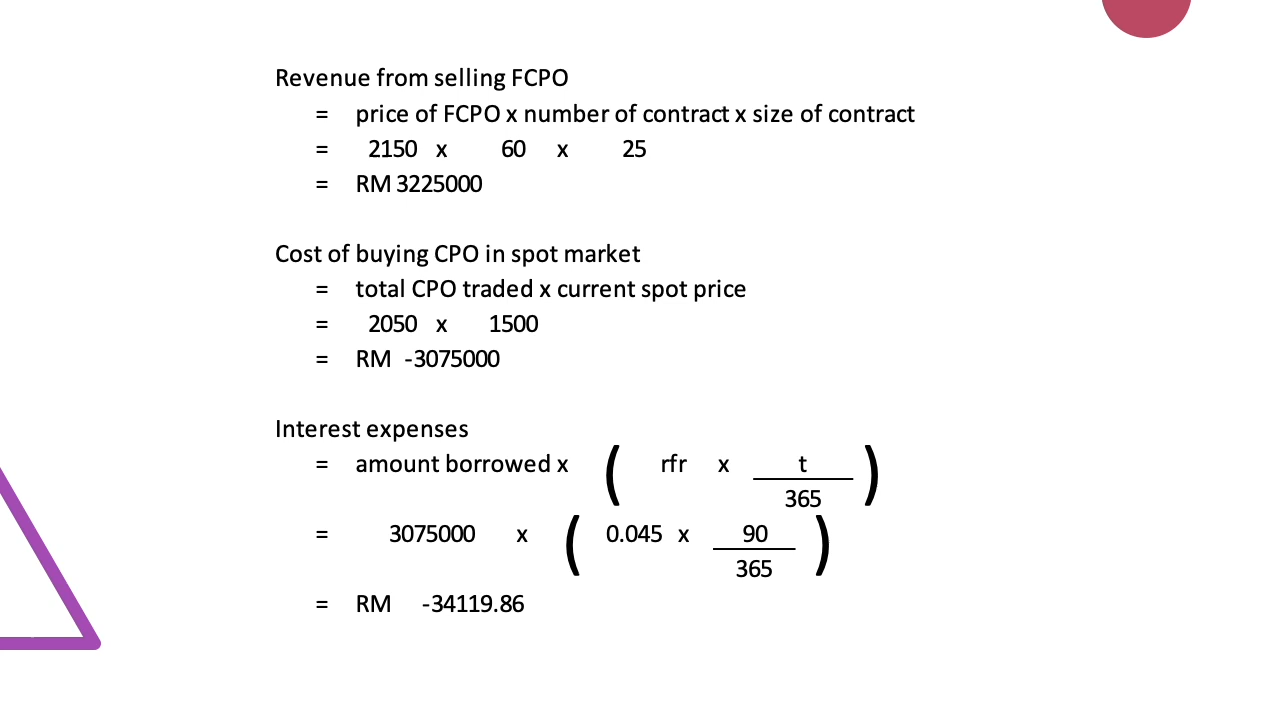 Revenue from selling FCPO
= price of FCPO x number of contract x size of contract
= 2150 x 60 x 25
= RM 3225000
Cost of buying CPO in spot market
= total CPO traded x current spot price
= 2050 x 1500
= RM -3075000
Interest expenses
= amount borrowed x ( rfr x t )
365
= 3075000 x ( 0.045 x 90 )
365
= RM -34119.86